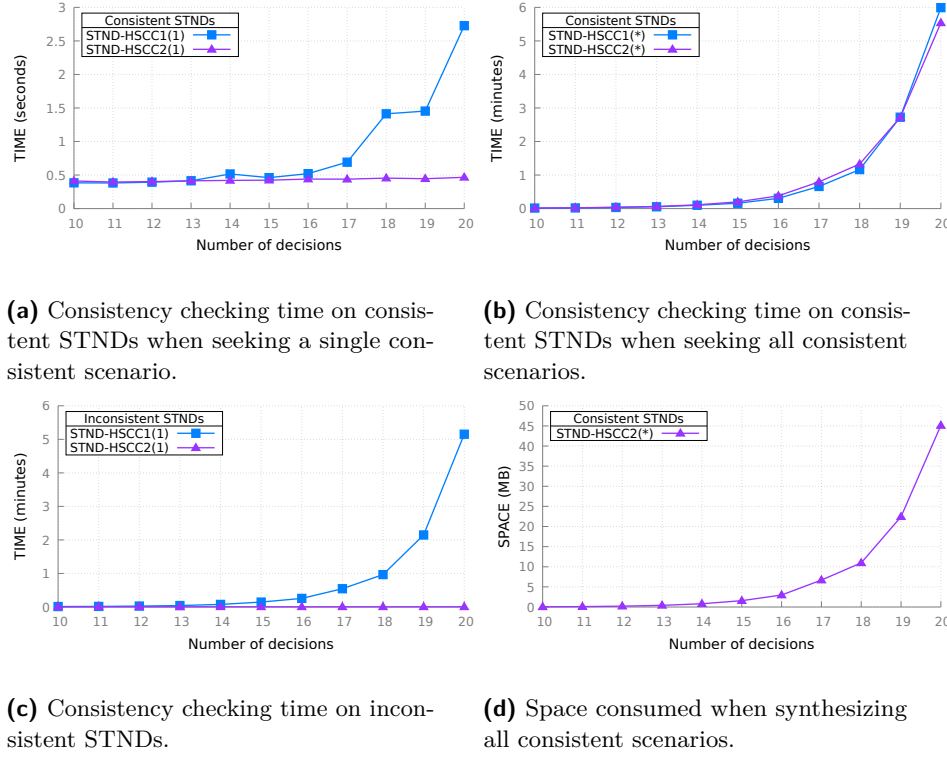 Consistent STNDs
STND-HSCC1(1)
STND-HSCC2(1)
3
2.5
2
1.5
1
0.5
0
TIME (seconds)
10 11 12 13 14 15 16 17 18 19 20
Number of decisions
Consistent STNDs
STND-HSCC1(*)
STND-HSCC2(*)
6
5
4
3
2
1
0
TIME (minutes)
10 11 12 13 14 15 16 17 18 19 20
Number of decisions
(a) Consistency checking time on consis-
tent STNDs when seeking a single con-
sistent scenario.
(b) Consistency checking time on consis-
tent STNDs when seeking all consistent
scenarios.
Inconsistent STNDs
STND-HSCC1(1)
STND-HSCC2(1)
6
5
4
3
2
1
0
TIME (minutes)
10 11 12 13 14 15 16 17 18 19 20
Number of decisions
Consistent STNDs
STND-HSCC2(*)
50
45
40
35
30
25
20
15
10
5
0
SPACE (MB)
10 11 12 13 14 15 16 17 18 19 20
Number of decisions
(c) Consistency checking time on incon-
sistent STNDs.
(d) Space consumed when synthesizing
all consistent scenarios.